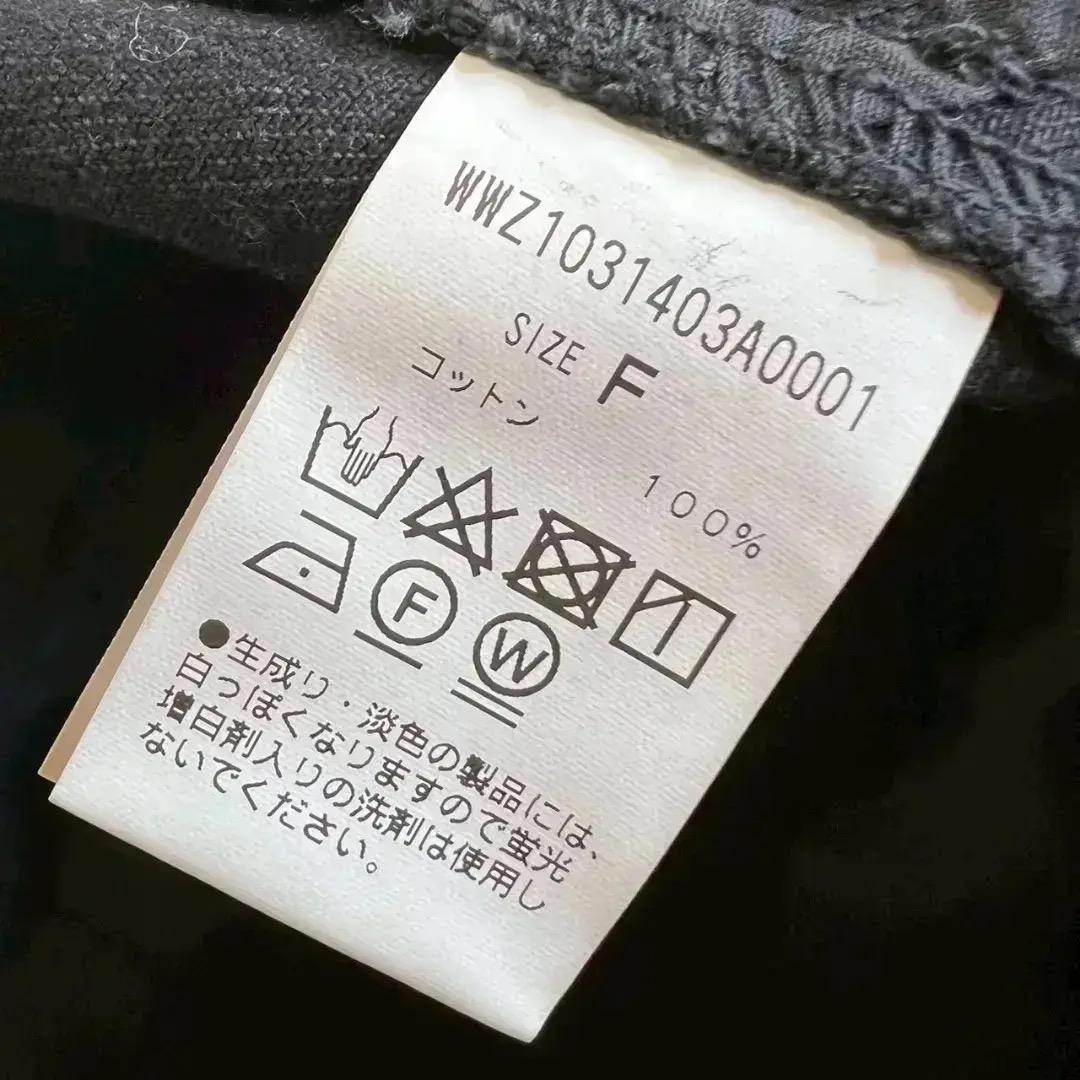 WWZ1031403A0001
SIZE F
コットン 100%
F
W
●生成り・淡色の製品には、
白っぽくなりますので蛍光
増白剤入りの洗剤は使用し
ないでください。